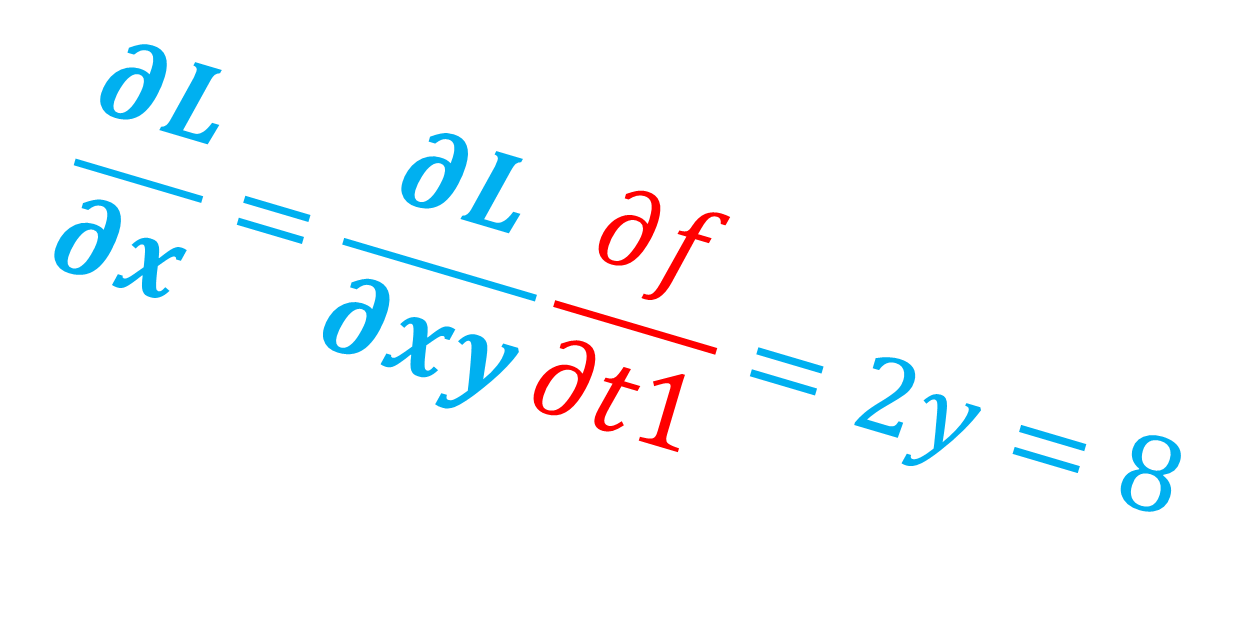 ∂L/∂x = ∂L/∂xy ∂f/∂t1 = 2y = 8